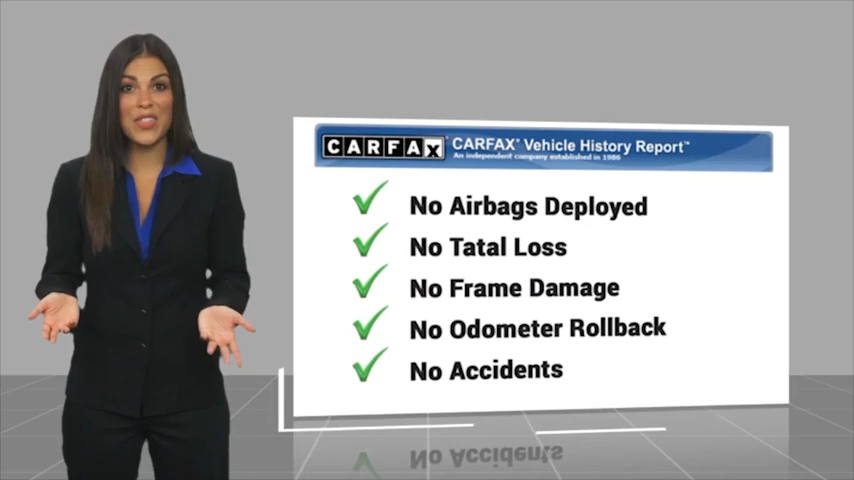 CARFAX CARFAX® Vehicle History Report™
An independent company established in 1986
No Airbags Deployed
No Tatal Loss
No Frame Damage
No Odometer Rollback
No Accidents
No Accidents